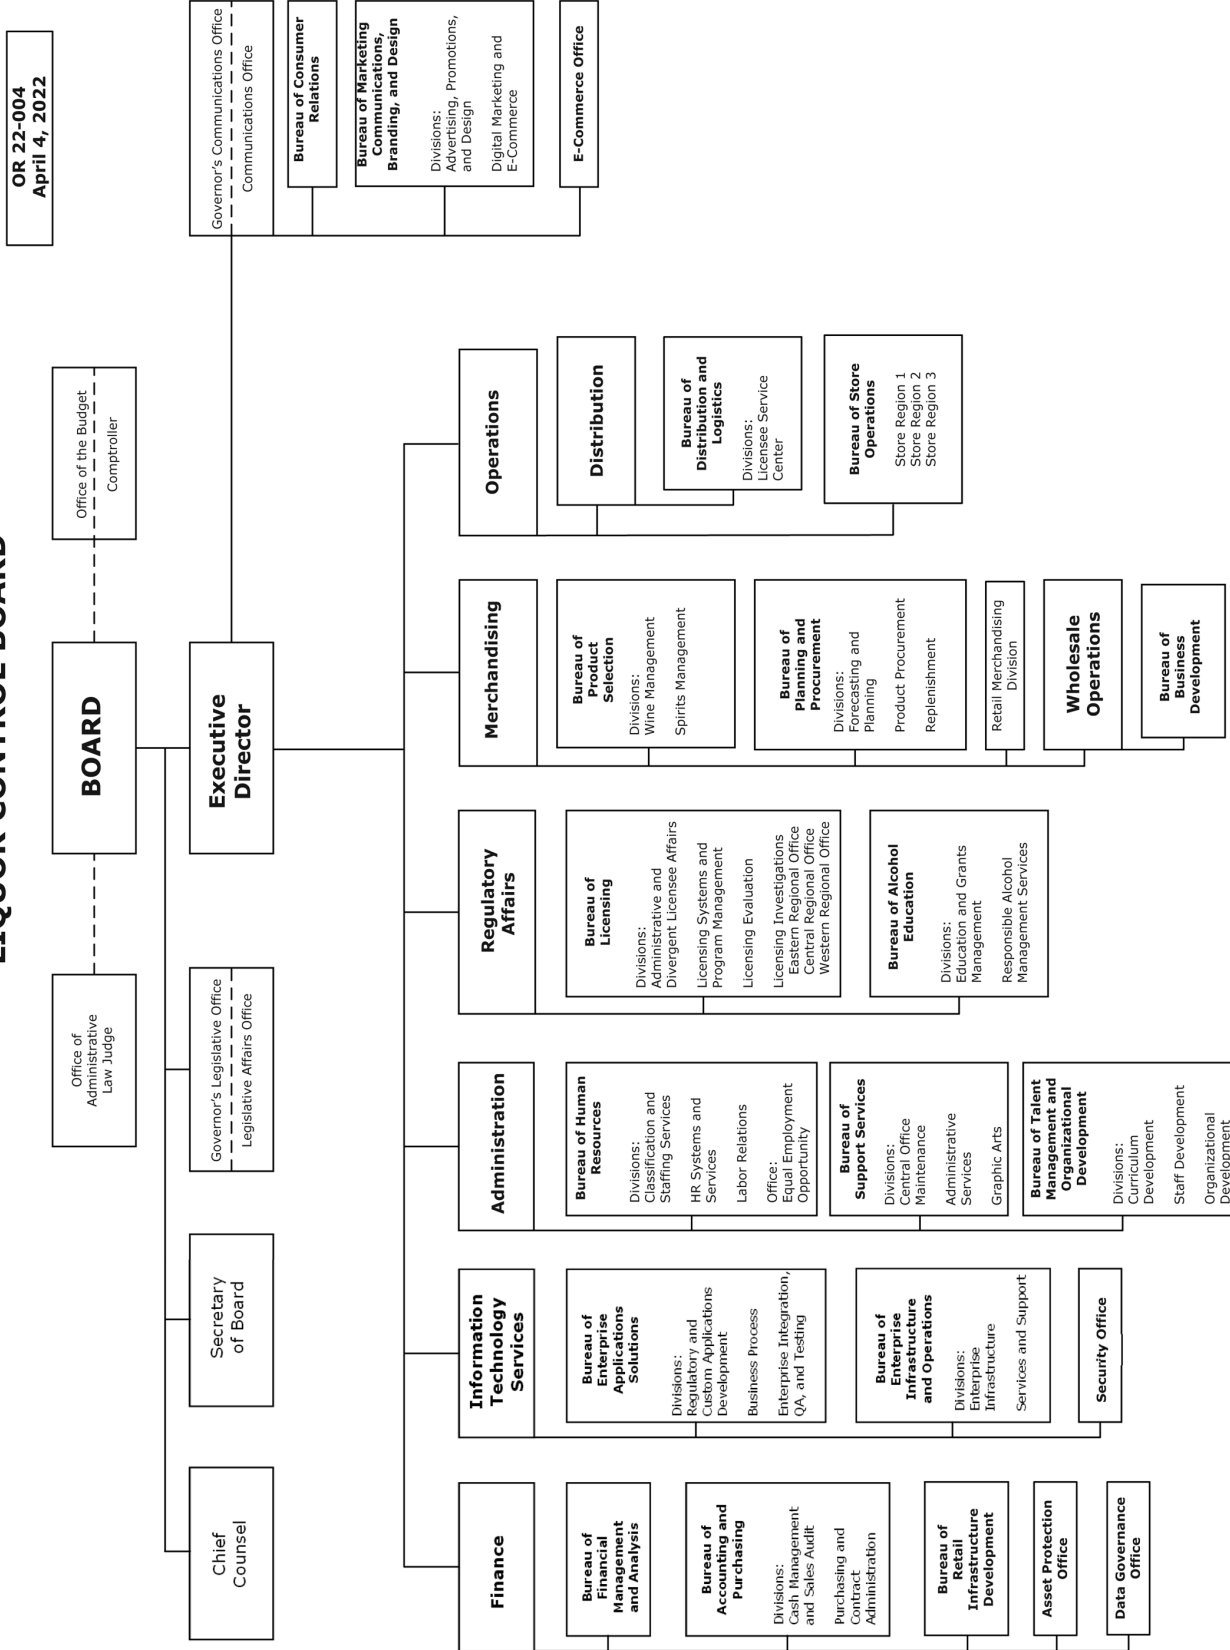 OR 22-004
April 4, 2022
LIQUOR CONTROL BOARD
Office of
Administrative
Law Judge
BOARD
Office of the Budget
Comptroller
Chief
Counsel
Secretary
of Board
Governor's Legislative Office
Legislative Affairs Office
Executive
Director
Governor's Communications Office
Communications Office
Bureau of Consumer
Relations
Bureau of Marketing
Communications,
Branding, and Design
Divisions:
Advertising, Promotions,
and Design
Digital Marketing and
E-Commerce
E-Commerce Office
Finance
Bureau of
Financial
Management
and Analysis
Bureau of
Accounting and
Purchasing
Divisions:
Cash Management
and Sales Audit
Purchasing and
Contract
Administration
Bureau of
Retail
Infrastructure
Development
Asset Protection
Office
Data Governance
Office
Information
Technology
Services
Bureau of
Enterprise
Applications
Solutions
Divisions:
Regulatory and
Custom Applications
Development
Business Process
Enterprise Integration,
QA, and Testing
Bureau of
Enterprise
Infrastructure
and Operations
Divisions:
Enterprise
Infrastructure
Services and Support
Security Office
Administration
Bureau of Human
Resources
Divisions:
Classification and
Staffing Services
HR Systems and
Services
Labor Relations
Office:
Equal Employment
Opportunity
Bureau of
Support Services
Divisions:
Central Office
Maintenance
Administrative
Services
Graphic Arts
Bureau of Talent
Management and
Organizational
Development
Divisions:
Curriculum
Development
Staff Development
Organizational
Development
Regulatory
Affairs
Bureau of
Licensing
Divisions:
Administrative and
Divergent Licensee Affairs
Licensing Systems and
Program Management
Licensing Evaluation
Licensing Investigations
Eastern Regional Office
Central Regional Office
Western Regional Office
Bureau of Alcohol
Education
Divisions:
Education and Grants
Management
Responsible Alcohol
Management Services
Merchandising
Bureau of
Product
Selection
Divisions:
Wine Management
Spirits Management
Bureau of
Planning and
Procurement
Divisions:
Forecasting and
Planning
Product Procurement
Replenishment
Retail Merchandising
Division
Wholesale
Operations
Bureau of
Business
Development
Operations
Distribution
Bureau of
Distribution and
Logistics
Divisions:
Licensee Service
Center
Bureau of Store
Operations
Store Region 1
Store Region 2
Store Region 3